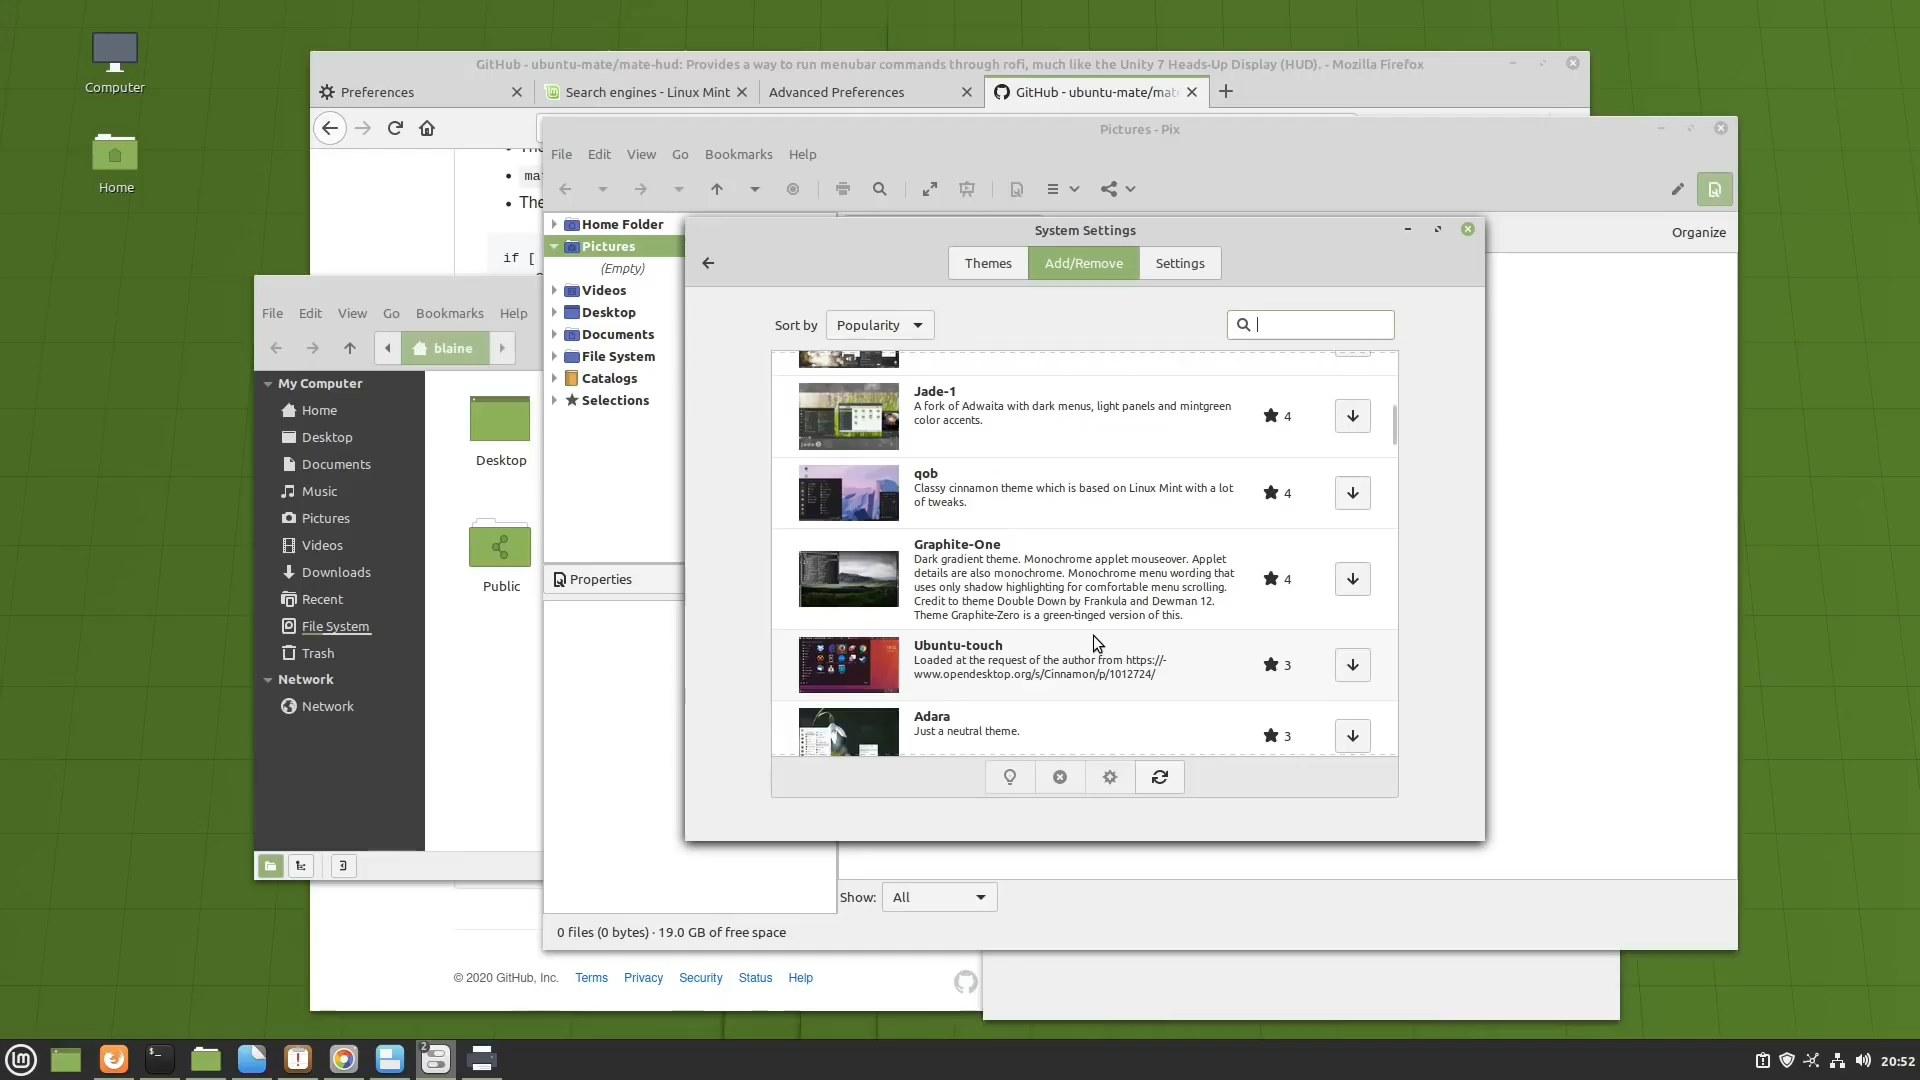 Computer
Home
GitHub - ubuntu-mate/mate-hud: Provides a way to run menubar commands through rofi, much like the Unity 7 Heads-Up Display (HUD). - Mozilla Firefox
Preferences
Search engines - Linux Mint
Advanced Preferences
GitHub - ubuntu-mate/mat
• ma
• The
if [
Pictures - Pix
File Edit View Go Bookmarks Help
Organize
Home Folder
Pictures
(Empty)
Videos
Desktop
Documents
File System
Catalogs
Selections
Properties
Show: All
0 files (0 bytes) · 19.0 GB of free space
File Edit View Go Bookmarks Help
blaine
My Computer
Home
Desktop
Documents
Music
Pictures
Videos
Downloads
Recent
File System
Trash
Network
Network
Desktop
Public
System Settings
Themes Add/Remove Settings
Sort by Popularity
Jade-1
A fork of Adwaita with dark menus, light panels and mintgreen
color accents.
4
qob
Classy cinnamon theme which is based on Linux Mint with a lot
of tweaks.
4
Graphite-One
Dark gradient theme. Monochrome applet mouseover. Applet
details are also monochrome. Monochrome menu wording that
uses only shadow highlighting for comfortable menu scrolling.
Credit to theme Double Down by Frankula and Dewman 12.
Theme Graphite-Zero is a green-tinged version of this.
4
Ubuntu-touch
Loaded at the request of the author from https://-
www.opendesktop.org/s/Cinnamon/p/1012724/
3
Adara
Just a neutral theme.
3
© 2020 GitHub, Inc. Terms Privacy Security Status Help
2
20:52